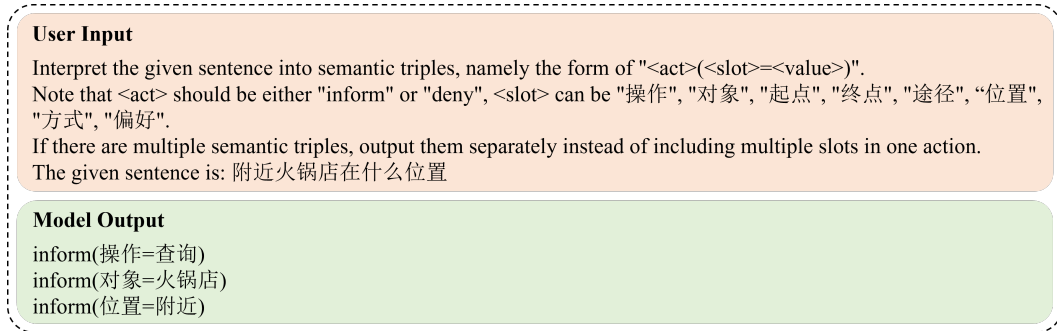 User Input
Interpret the given sentence into semantic triples, namely the form of "<act>(<slot>=<value>)".
Note that <act> should be either "inform" or "deny", <slot> can be "操作", "对象", "起点", "终点", "途径", “位置",
"方式", "偏好".
If there are multiple semantic triples, output them separately instead of including multiple slots in one action.
The given sentence is: 附近火锅店在什么位置
Model Output
inform(操作=查询)
inform(对象=火锅店)
inform(位置=附近)